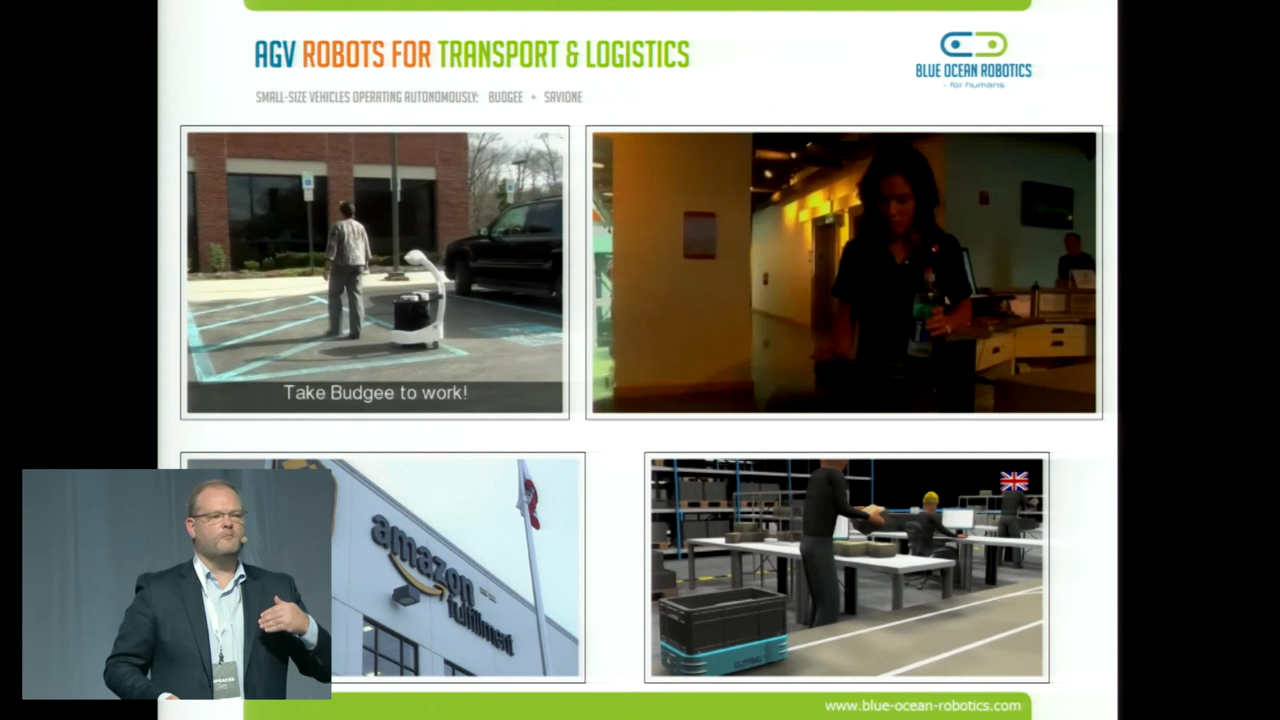 AGV ROBOTS FOR TRANSPORT & LOGISTICS
SMALL-SIZE VEHICLES OPERATING AUTONOMOUSLY: BUDGEE • SAVIONE
BLUE OCEAN ROBOTICS
- for humans
Take Budgee to work!
amazon
fulfillment
SPEAKER
www.blue-ocean-robotics.com